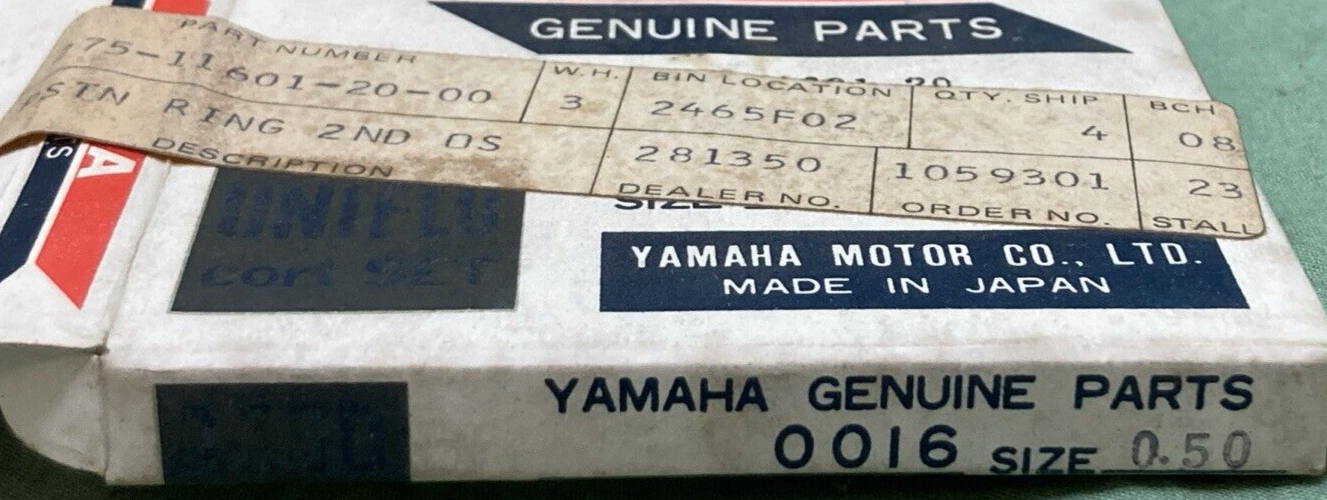 GENUINE PARTS
PART NUMBER W.H. BIN LOCATION QTY. SHIP BCH
175-11601-20-00 3 2465F02 4 08
PSTN RING 2ND OS 281350 1059301 23
DESCRIPTION DEALER NO. ORDER NO. STALL
SIZE
YAMAHA MOTOR CO., LTD.
MADE IN JAPAN
YAMAHA GENUINE PARTS
0016 SIZE 0.50